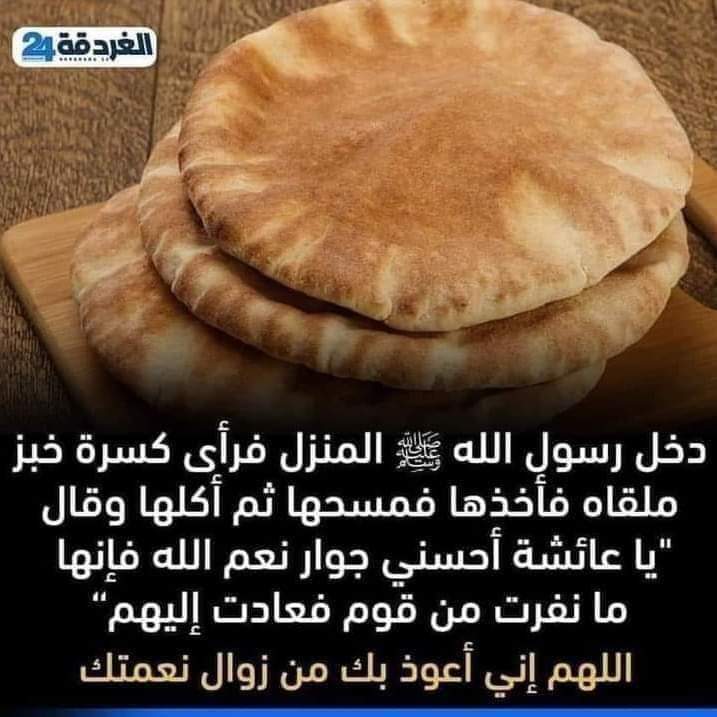 الغردقة 24
دخل رسول الله ﷺ المنزل فرأى كسرة خبز
ملقاه فأخذها فمسحها ثم أكلها وقال
"يا عائشة أحسني جوار نعم الله فإنها
ما نفرت من قوم فعادت إليهم“
اللهم إني أعوذ بك من زوال نعمتك